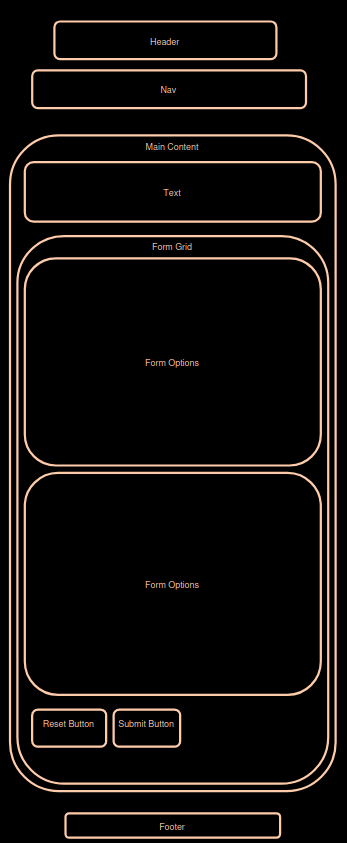 Header
Nav
Main Content
Text
Form Grid
Form Options
Form Options
Reset Button
Submit Button
Footer